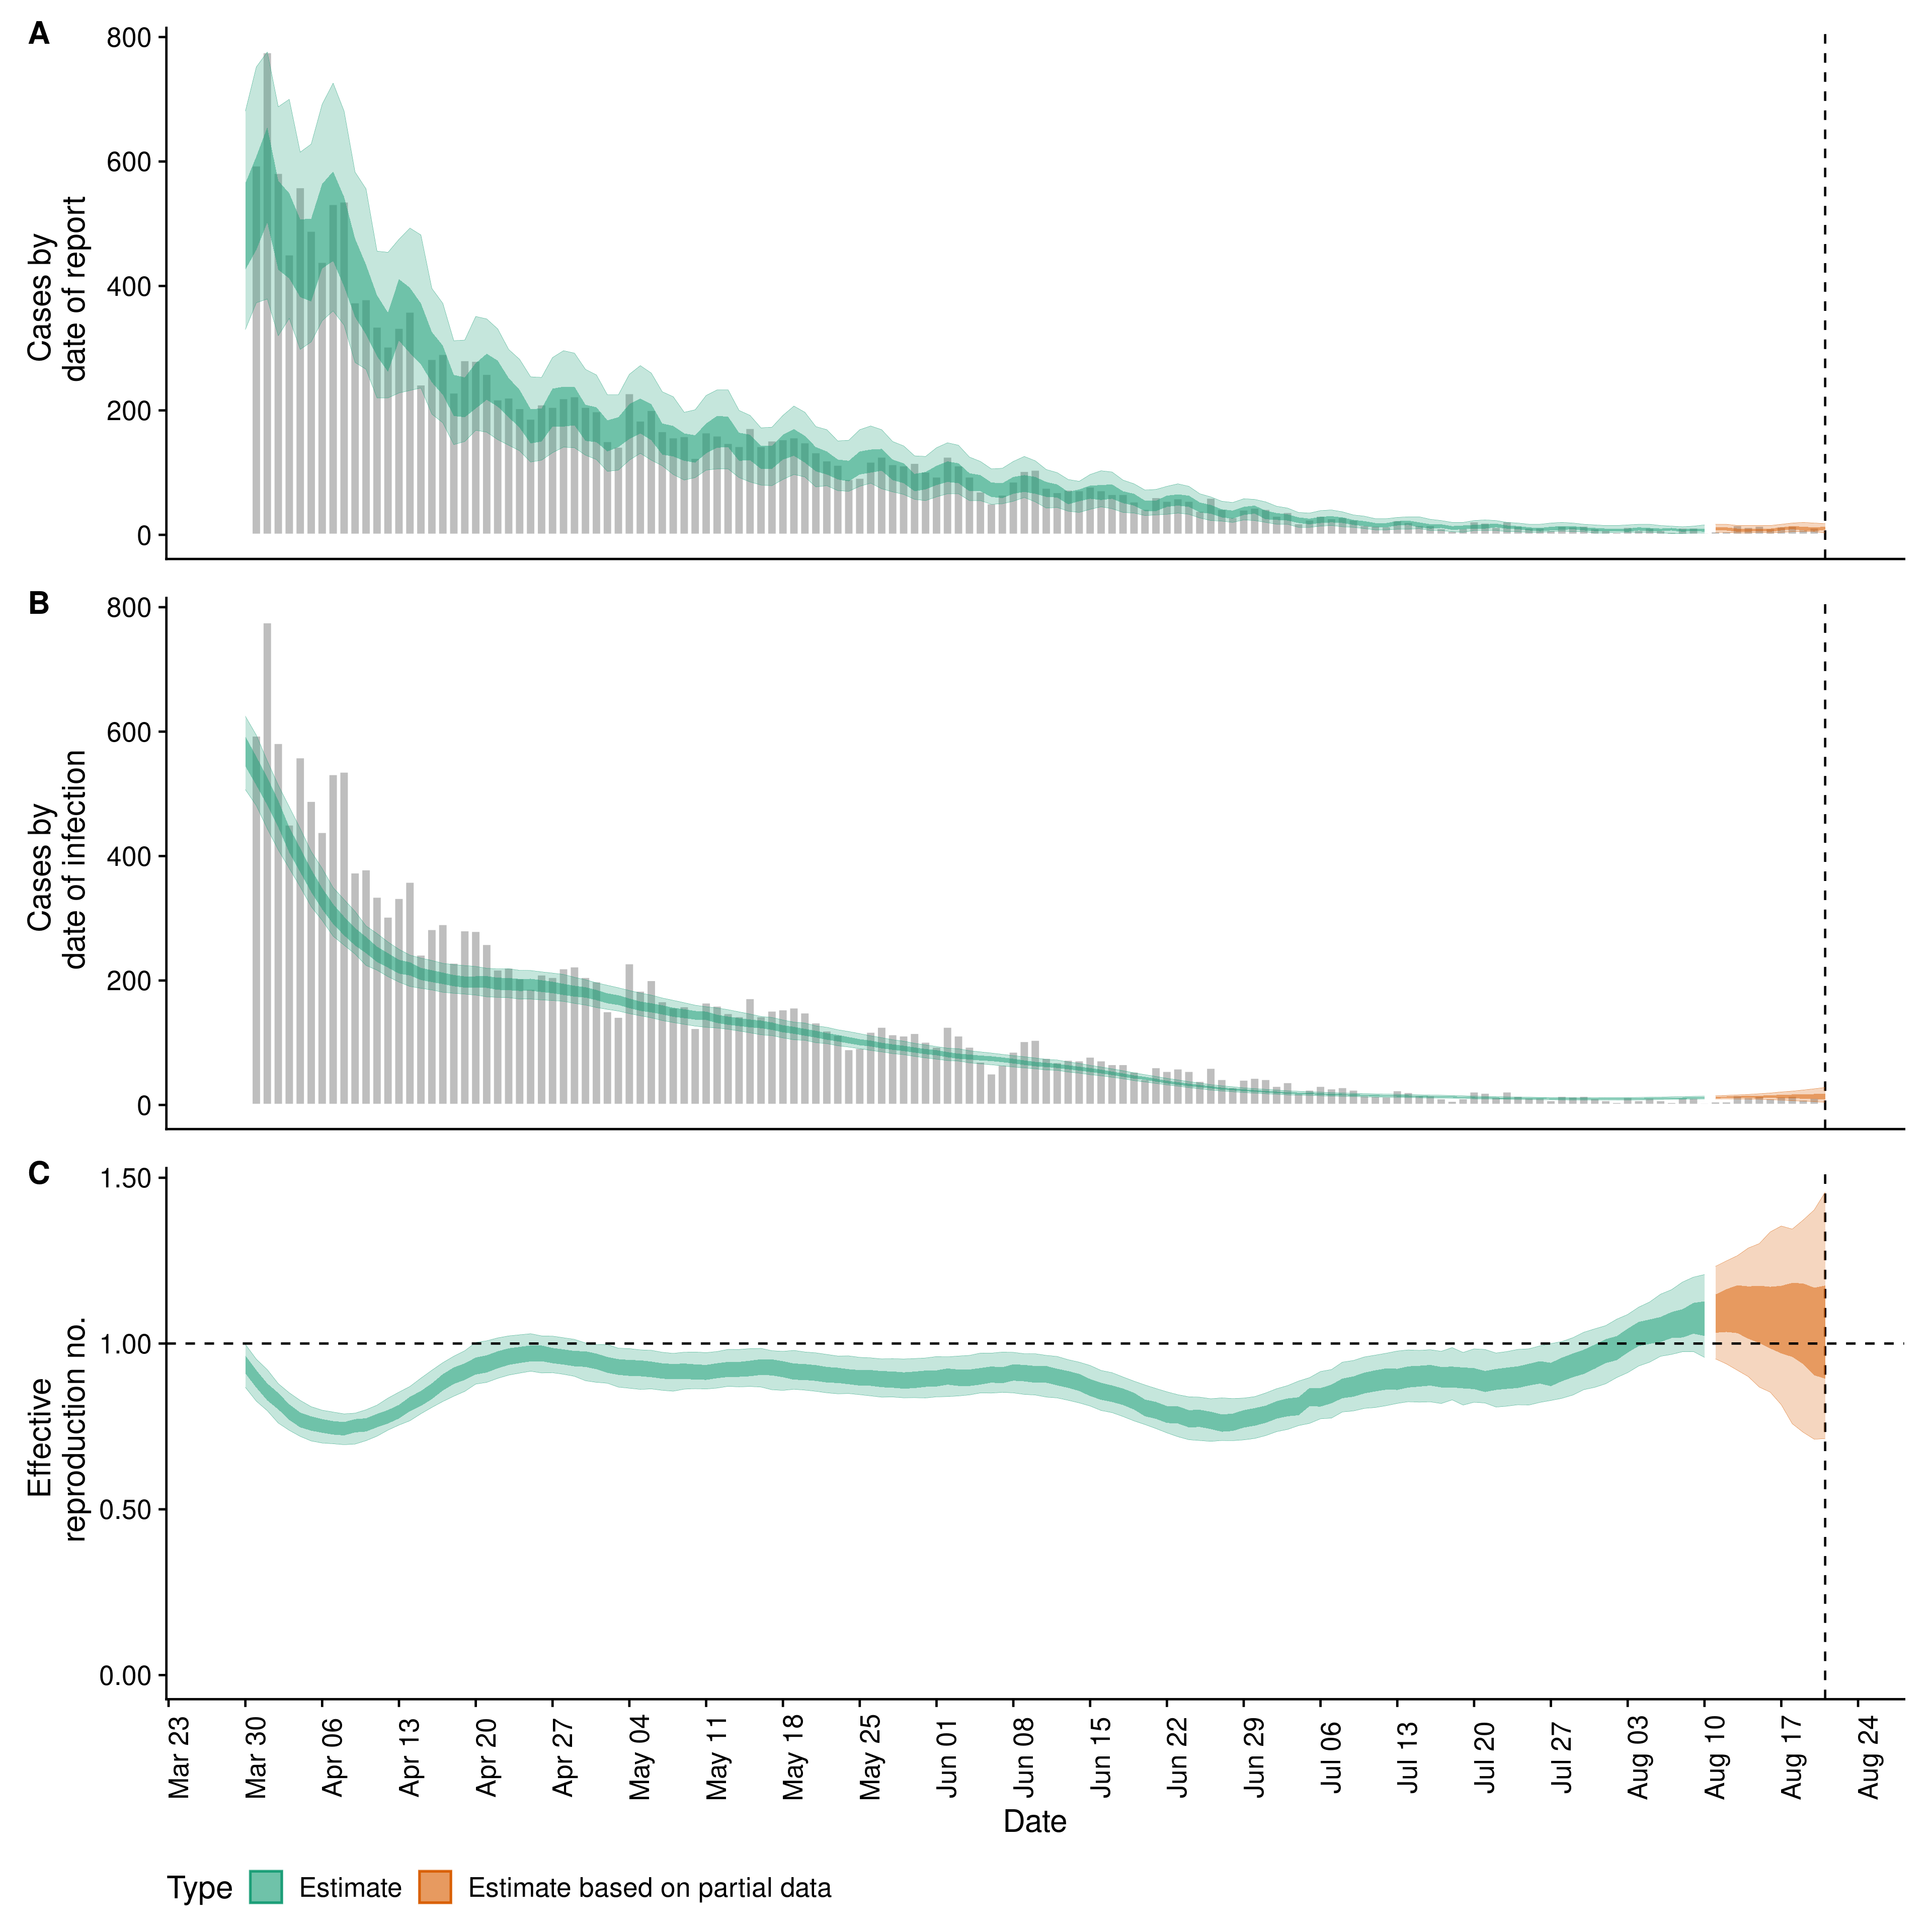 A
800
600
400
200
0
Cases by
date of report
B
800
600
400
200
0
Cases by
date of infection
C
1.50
1.00
0.50
0.00
Effective
reproduction no.
Mar 23
Mar 30
Apr 06
Apr 13
Apr 20
Apr 27
May 04
May 11
May 18
May 25
Jun 01
Jun 08
Jun 15
Jun 22
Jun 29
Jul 06
Jul 13
Jul 20
Jul 27
Aug 03
Aug 10
Aug 17
Aug 24
Date
Type Estimate Estimate based on partial data